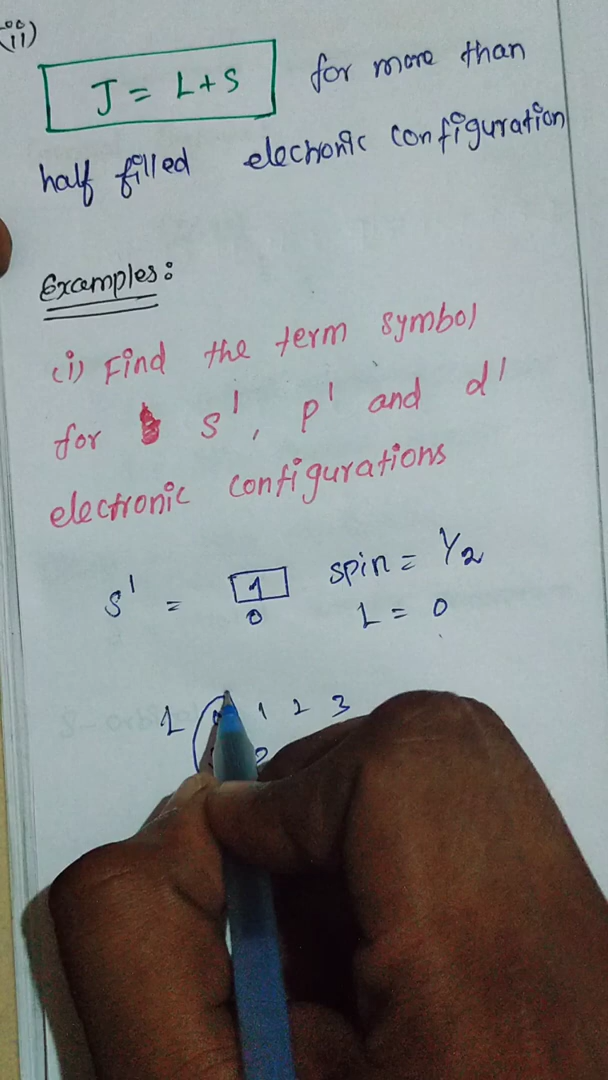 (ii)
J = L+S for more than
half filled electronic configuration
Examples:
(i) Find the term symbol
for s¹, p¹ and d¹
electronic configurations
s¹ = 1 spin = 1/2
0 L = 0
L 1 2 3